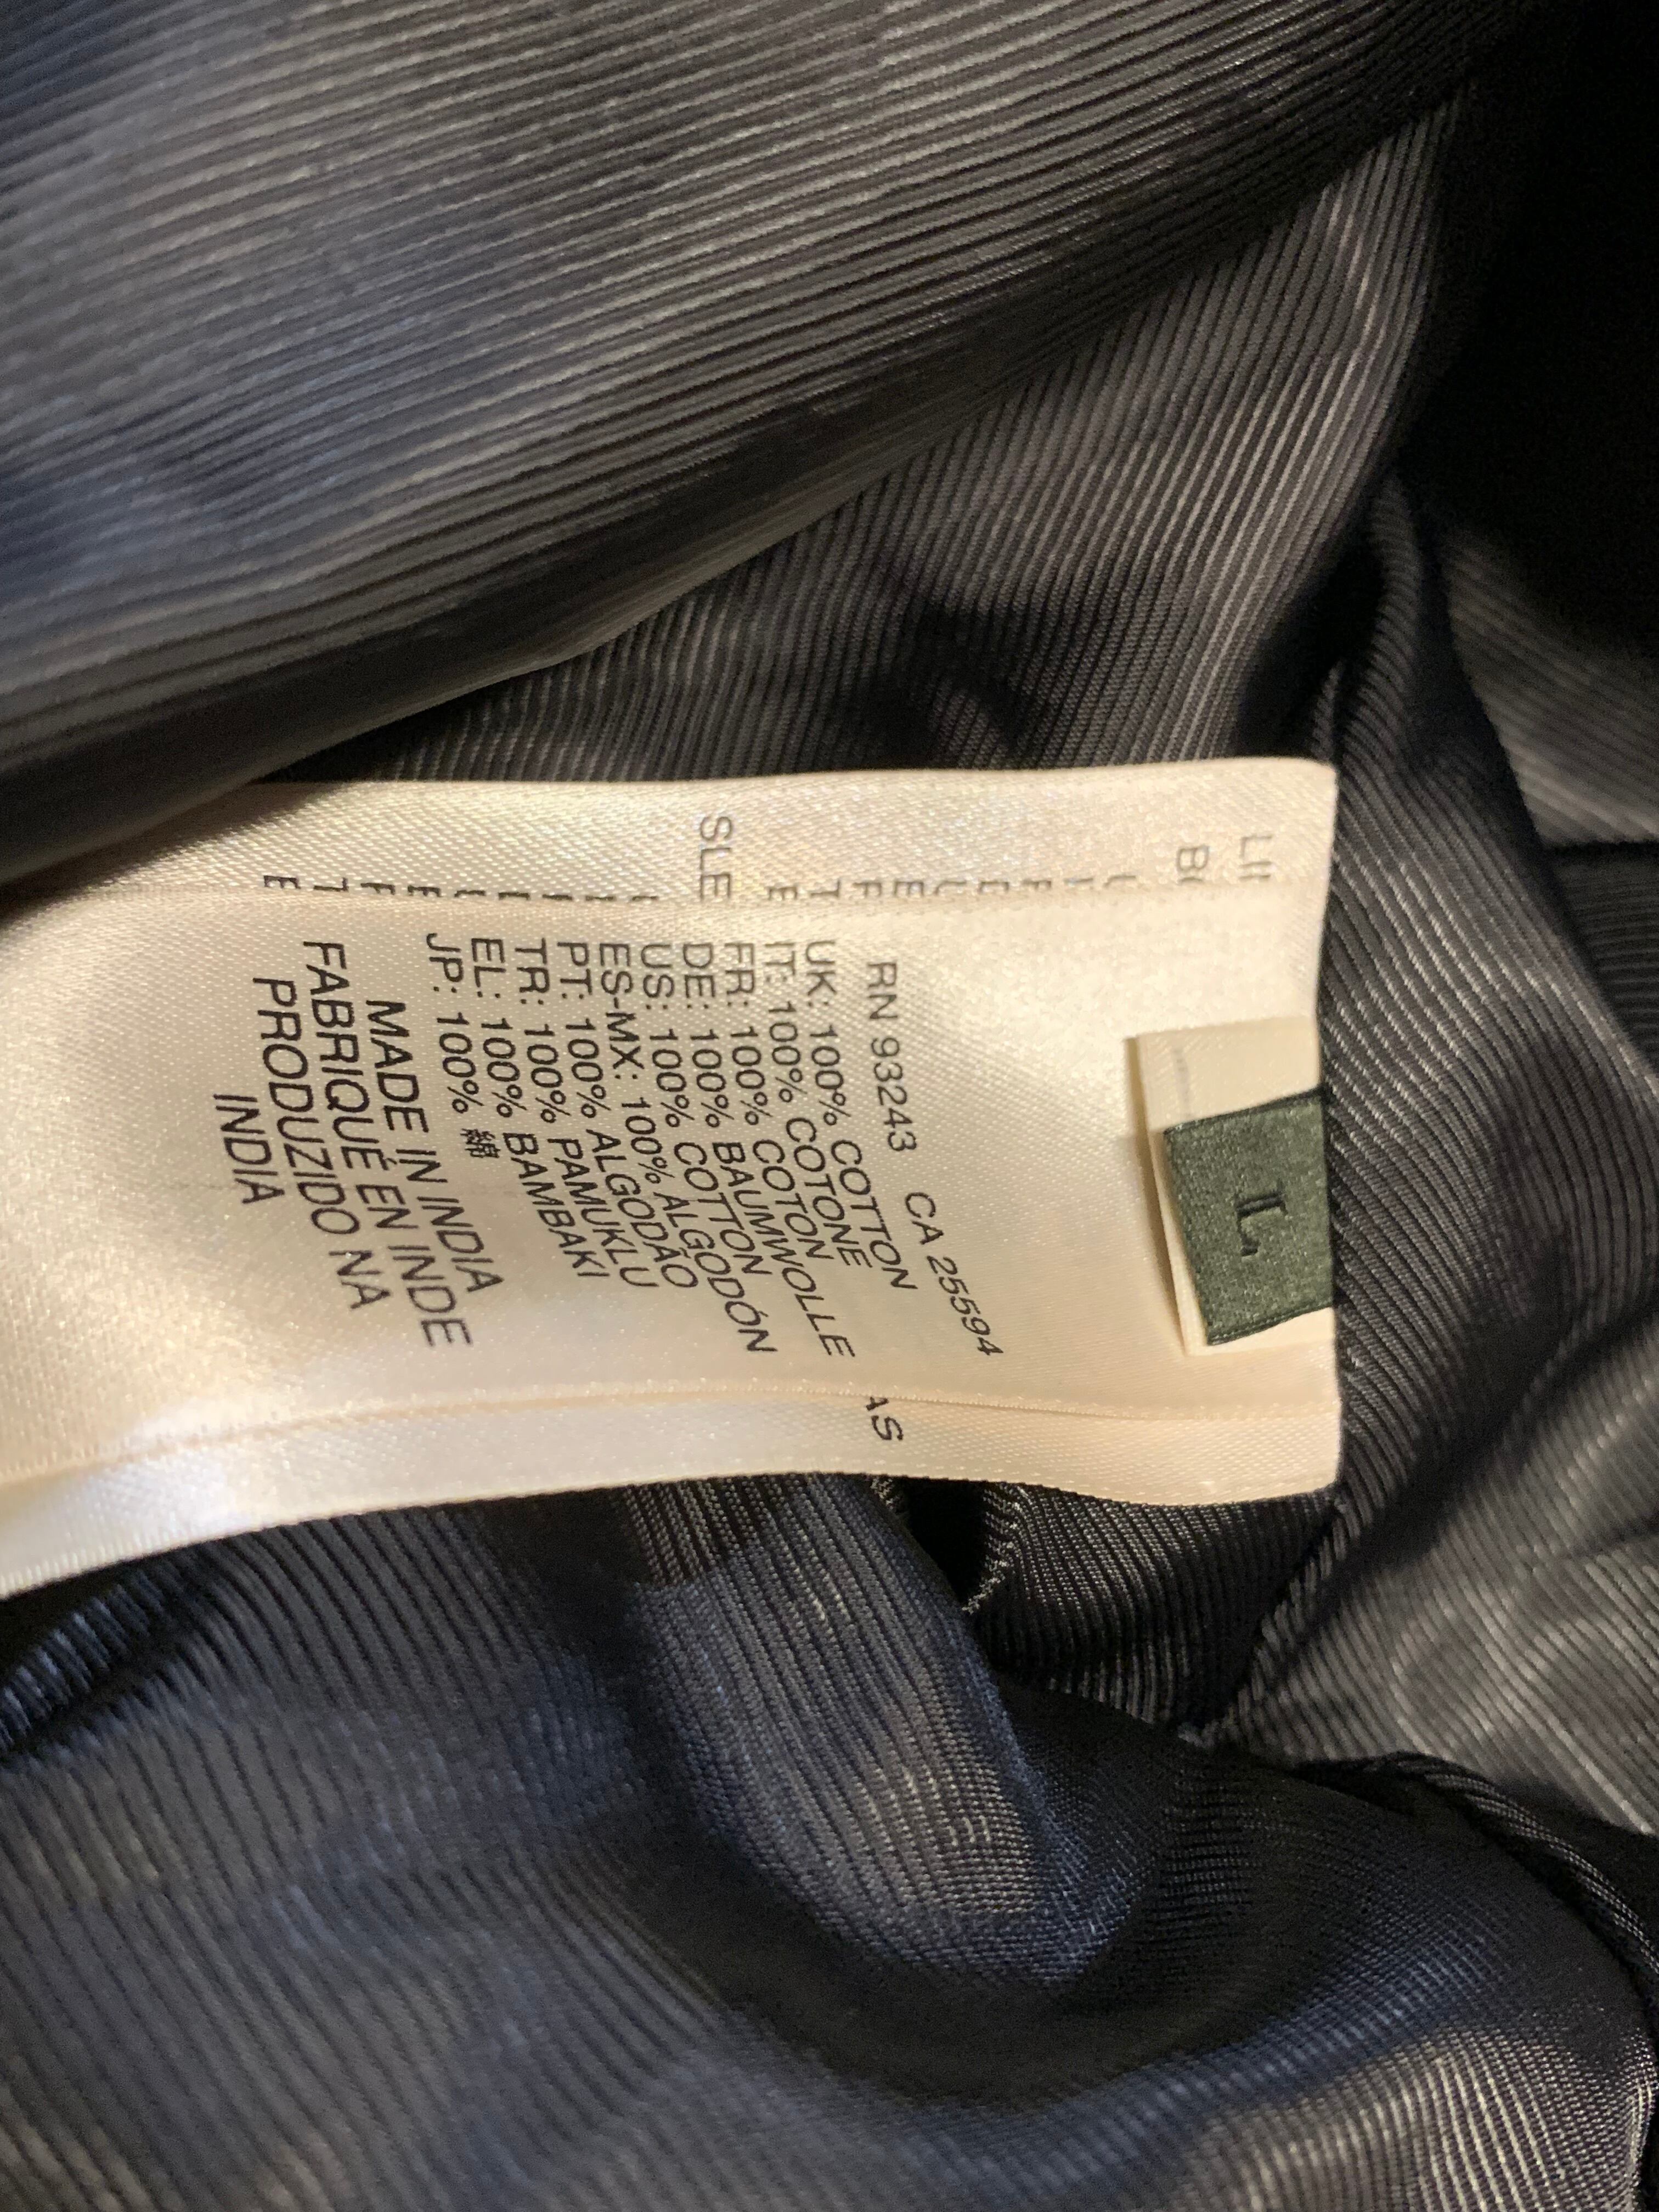 L
RN 93243 CA 25594
UK: 100% COTTON
IT: 100% COTONE
FR: 100% COTON
DE: 100% BAUMWOLLE
US: 100% COTTON
ES-MX: 100% ALGODÓN
PT: 100% ALGODÃO
TR: 100% PAMUKLU
EL: 100% BAMBAKI
JP: 100% 綿
MADE IN INDIA
FABRIQUÉ EN INDE
PRODUZIDO NA
INDIA